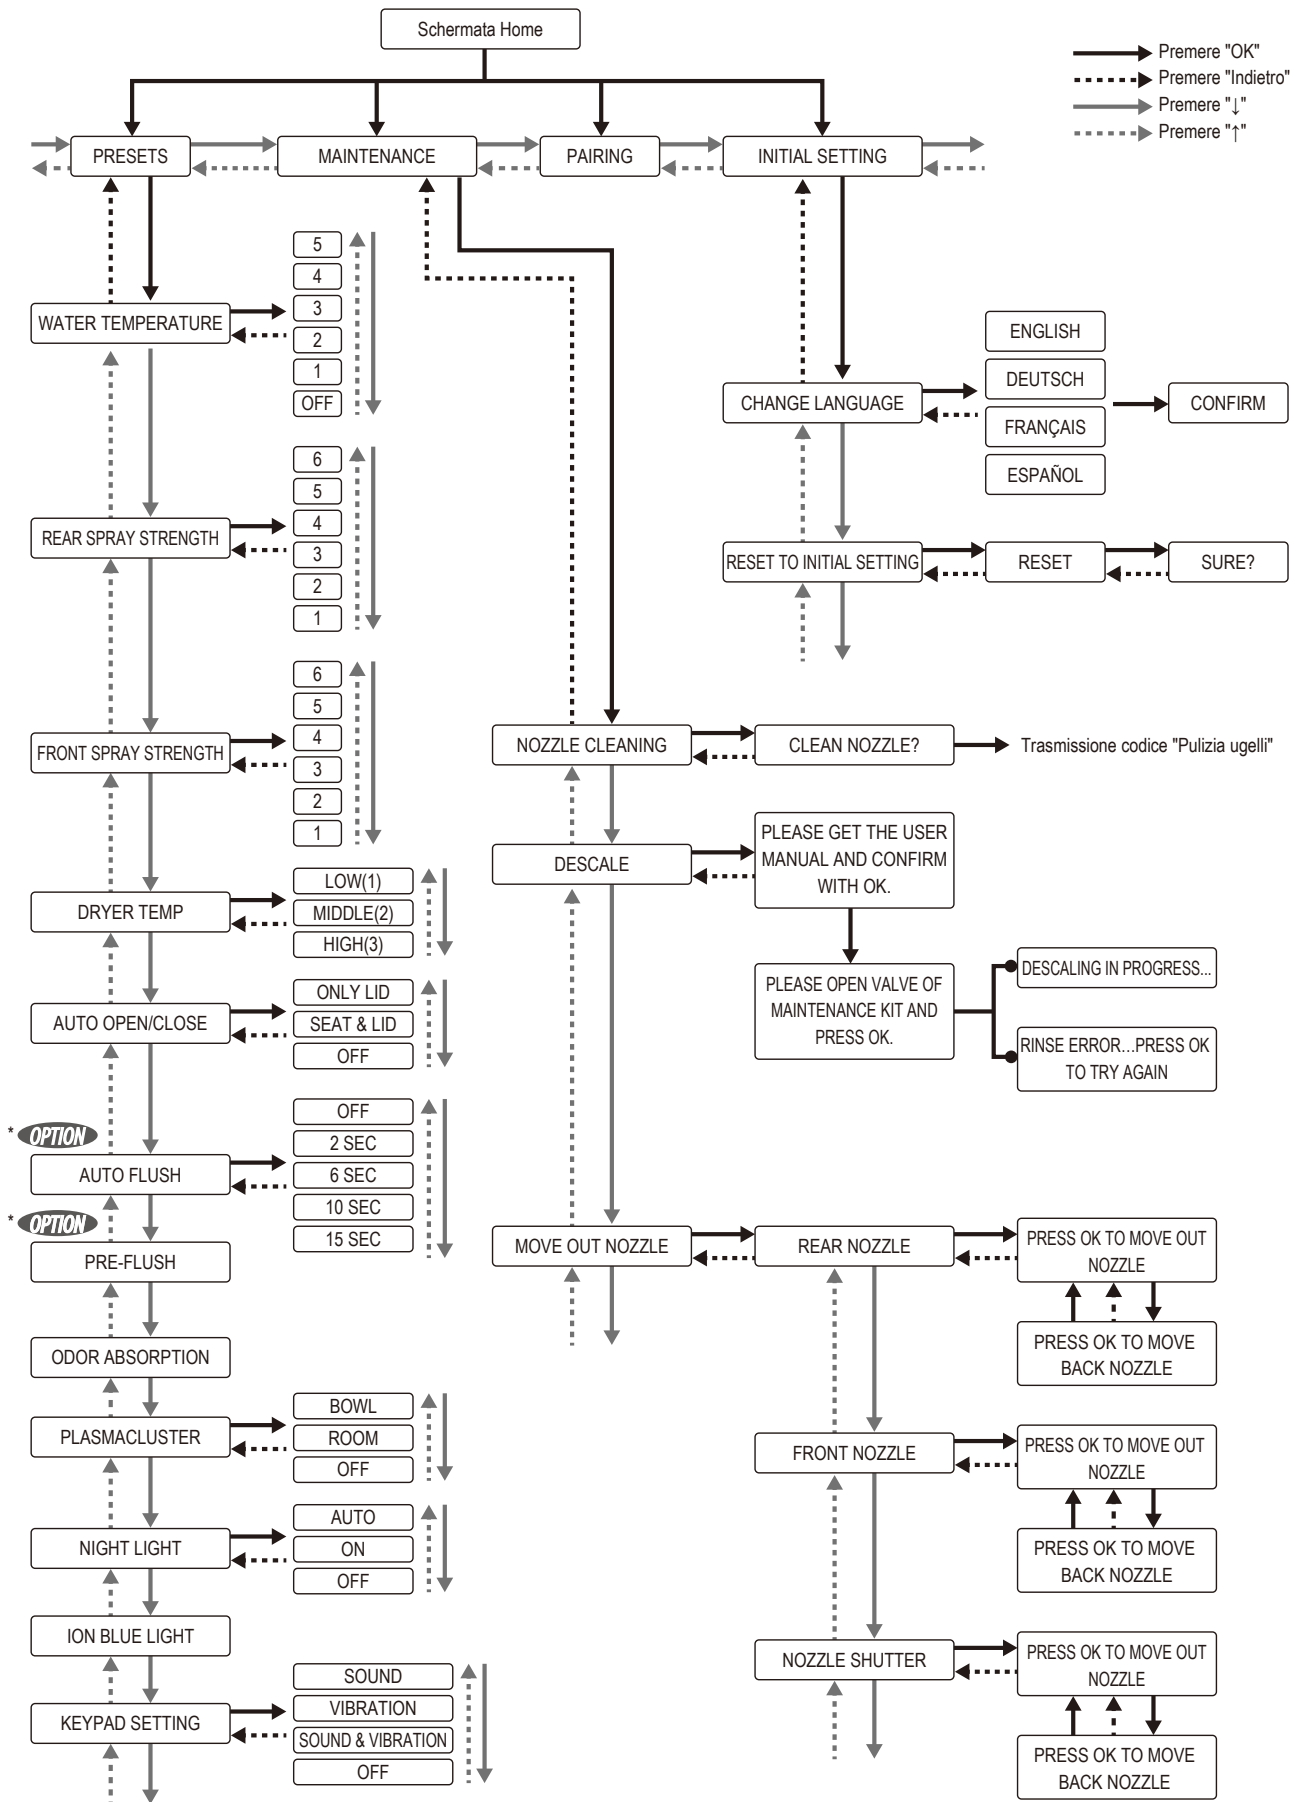 Schermata Home
Premere "OK"
Premere "Indietro"
Premere "↓"
Premere "↑"
PRESETS
MAINTENANCE
PAIRING
INITIAL SETTING
WATER TEMPERATURE
5
4
3
2
1
OFF
REAR SPRAY STRENGTH
6
5
4
3
2
1
FRONT SPRAY STRENGTH
6
5
4
3
2
1
DRYER TEMP
LOW(1)
MIDDLE(2)
HIGH(3)
AUTO OPEN/CLOSE
ONLY LID
SEAT & LID
OFF
* OPTION
AUTO FLUSH
OFF
2 SEC
6 SEC
10 SEC
15 SEC
* OPTION
PRE-FLUSH
ODOR ABSORPTION
PLASMACLUSTER
BOWL
ROOM
OFF
NIGHT LIGHT
AUTO
ON
OFF
ION BLUE LIGHT
KEYPAD SETTING
SOUND
VIBRATION
SOUND & VIBRATION
OFF
NOZZLE CLEANING
CLEAN NOZZLE?
Trasmissione codice "Pulizia ugelli"
DESCALE
PLEASE GET THE USER
MANUAL AND CONFIRM
WITH OK.
PLEASE OPEN VALVE OF
MAINTENANCE KIT AND
PRESS OK.
DESCALING IN PROGRESS...
RINSE ERROR...PRESS OK
TO TRY AGAIN
MOVE OUT NOZZLE
REAR NOZZLE
PRESS OK TO MOVE OUT
NOZZLE
PRESS OK TO MOVE
BACK NOZZLE
FRONT NOZZLE
PRESS OK TO MOVE OUT
NOZZLE
PRESS OK TO MOVE
BACK NOZZLE
NOZZLE SHUTTER
PRESS OK TO MOVE OUT
NOZZLE
PRESS OK TO MOVE
BACK NOZZLE
CHANGE LANGUAGE
ENGLISH
DEUTSCH
FRANÇAIS
ESPAÑOL
CONFIRM
RESET TO INITIAL SETTING
RESET
SURE?